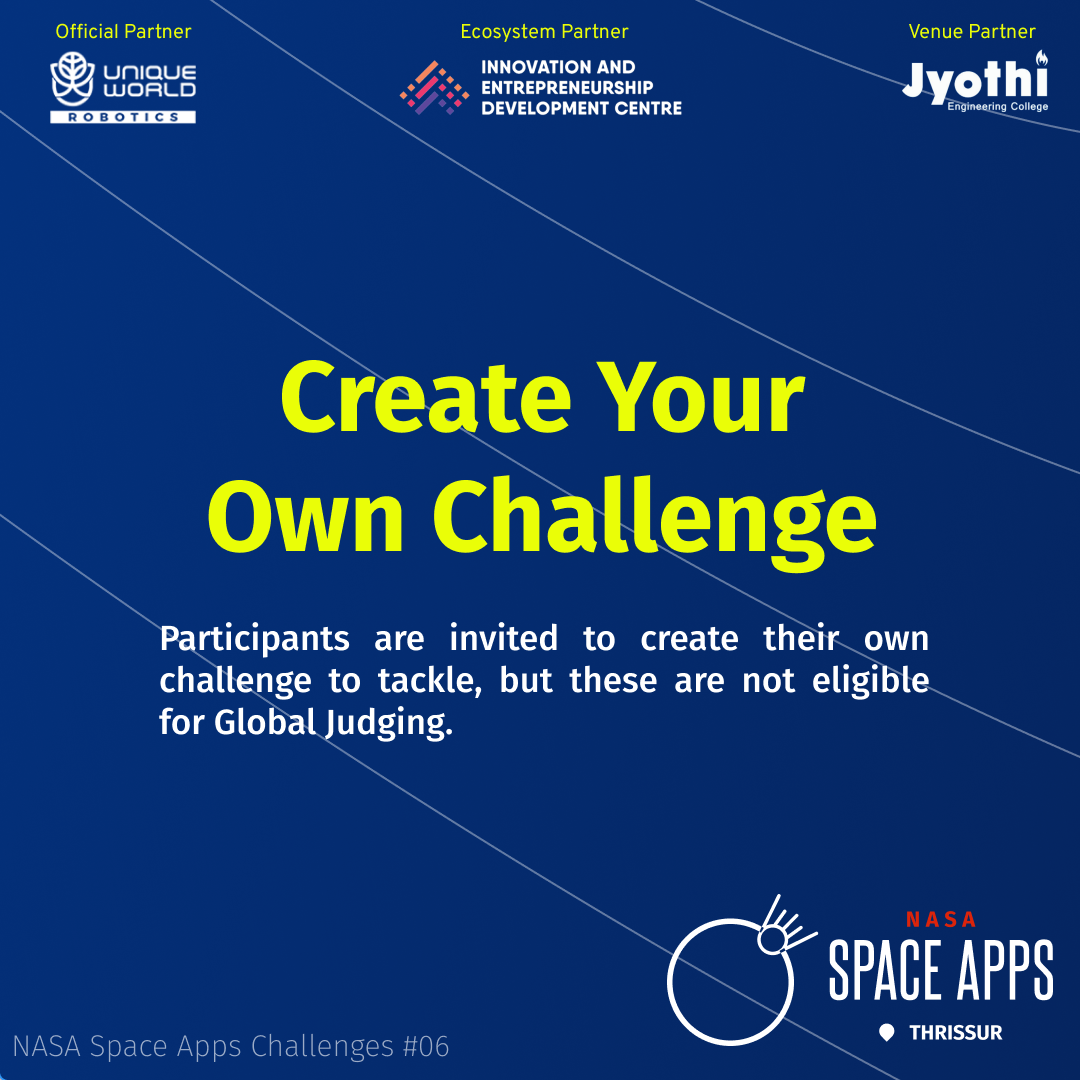 Official Partner
UNIQUE
WORLD
ROBOTICS
Ecosystem Partner
INNOVATION AND
ENTREPRENEURSHIP
DEVELOPMENT CENTRE
Venue Partner
Jyothi
Engineering College
Create Your
Own Challenge
Participants are invited to create their own
challenge to tackle, but these are not eligible
for Global Judging.
NASA
SPACE APPS
THRISSUR
NASA Space Apps Challenges #06